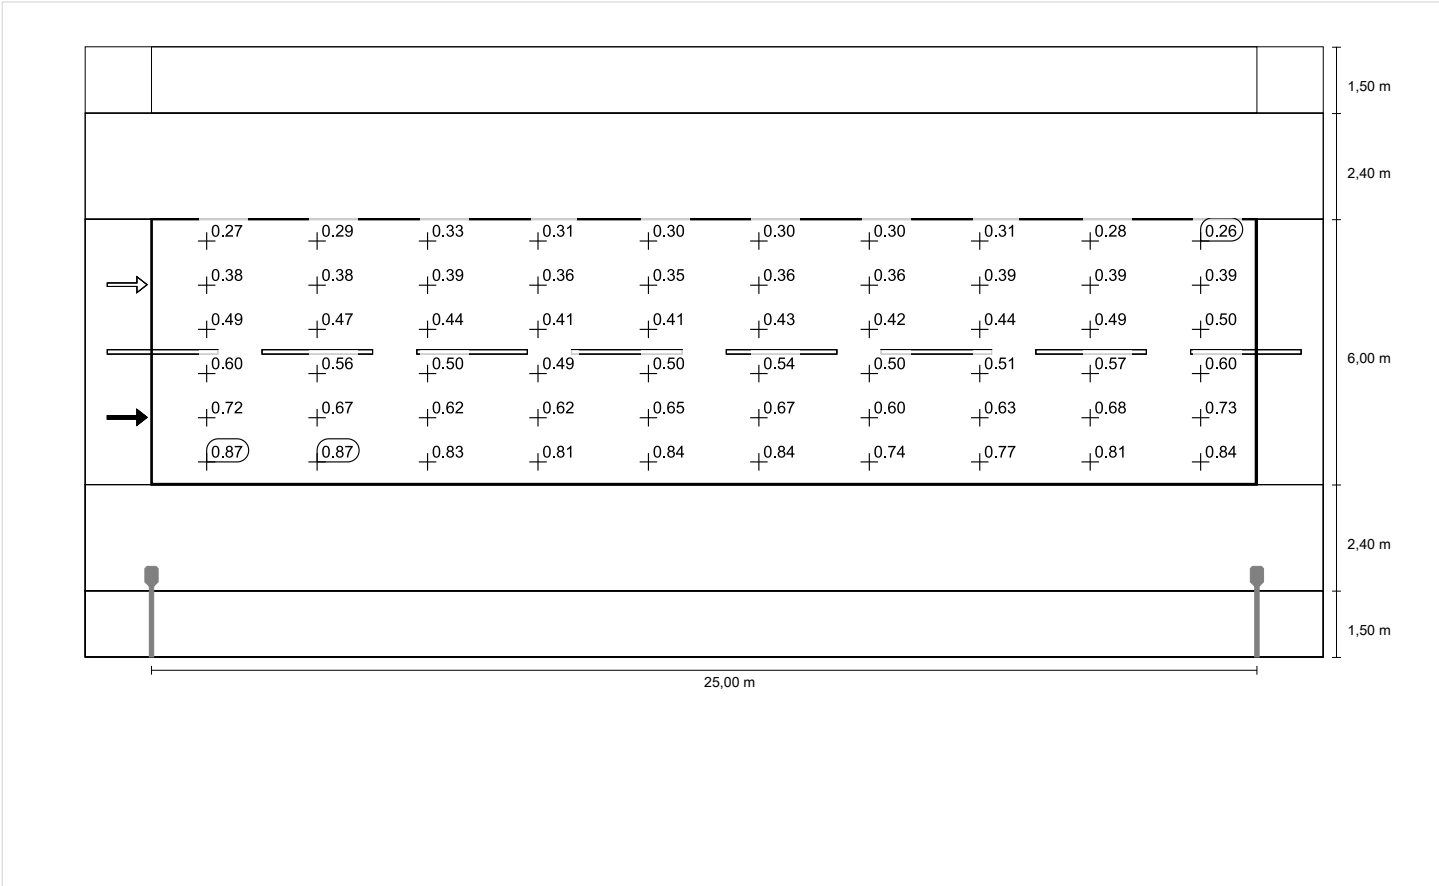 1,50 m
2,40 m
0.27 0.29 0.33 0.31 0.30 0.30 0.30 0.31 0.28 0.26
0.38 0.38 0.39 0.36 0.35 0.36 0.36 0.39 0.39 0.39
0.49 0.47 0.44 0.41 0.41 0.43 0.42 0.44 0.49 0.50
6,00 m
0.60 0.56 0.50 0.49 0.50 0.54 0.50 0.51 0.57 0.60
0.72 0.67 0.62 0.62 0.65 0.67 0.60 0.63 0.68 0.73
0.87 0.87 0.83 0.81 0.84 0.84 0.74 0.77 0.81 0.84
2,40 m
1,50 m
25,00 m